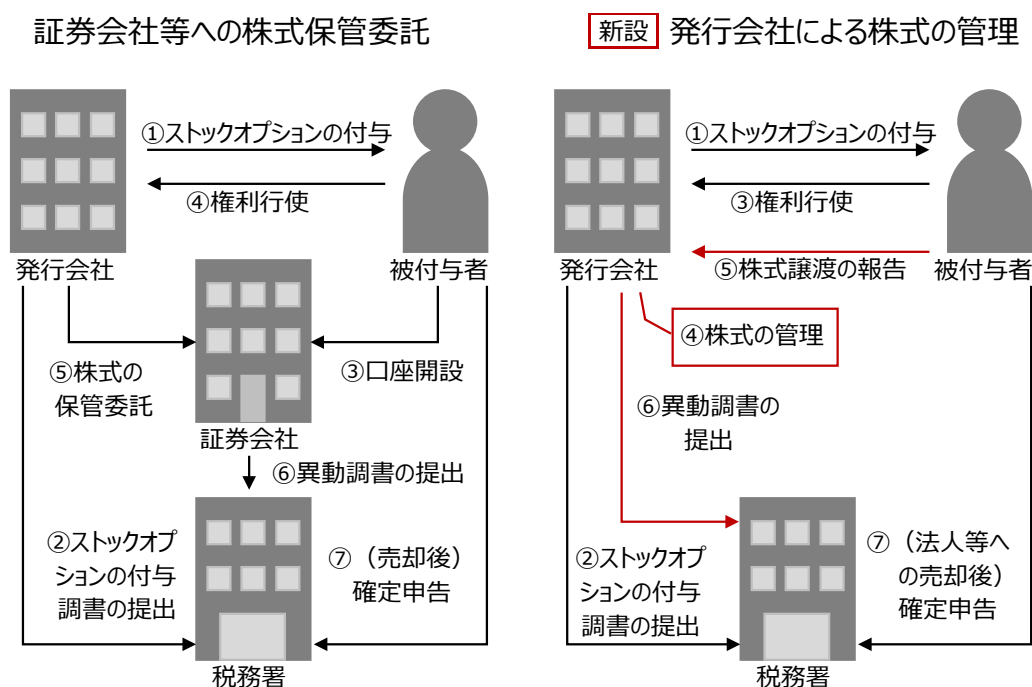 証券会社等への株式保管委託
①ストックオプションの付与
④権利行使
発行会社
被付与者
⑤株式の
保管委託
③口座開設
証券会社
⑥異動調書の提出
②ストックオプ
ションの付与
調書の提出
⑦（売却後）
確定申告
税務署
新設 発行会社による株式の管理
①ストックオプションの付与
③権利行使
⑤株式譲渡の報告
発行会社
被付与者
④株式の管理
⑥異動調書の
提出
②ストックオプ
ションの付与
調書の提出
⑦（法人等へ
の売却後）
確定申告
税務署